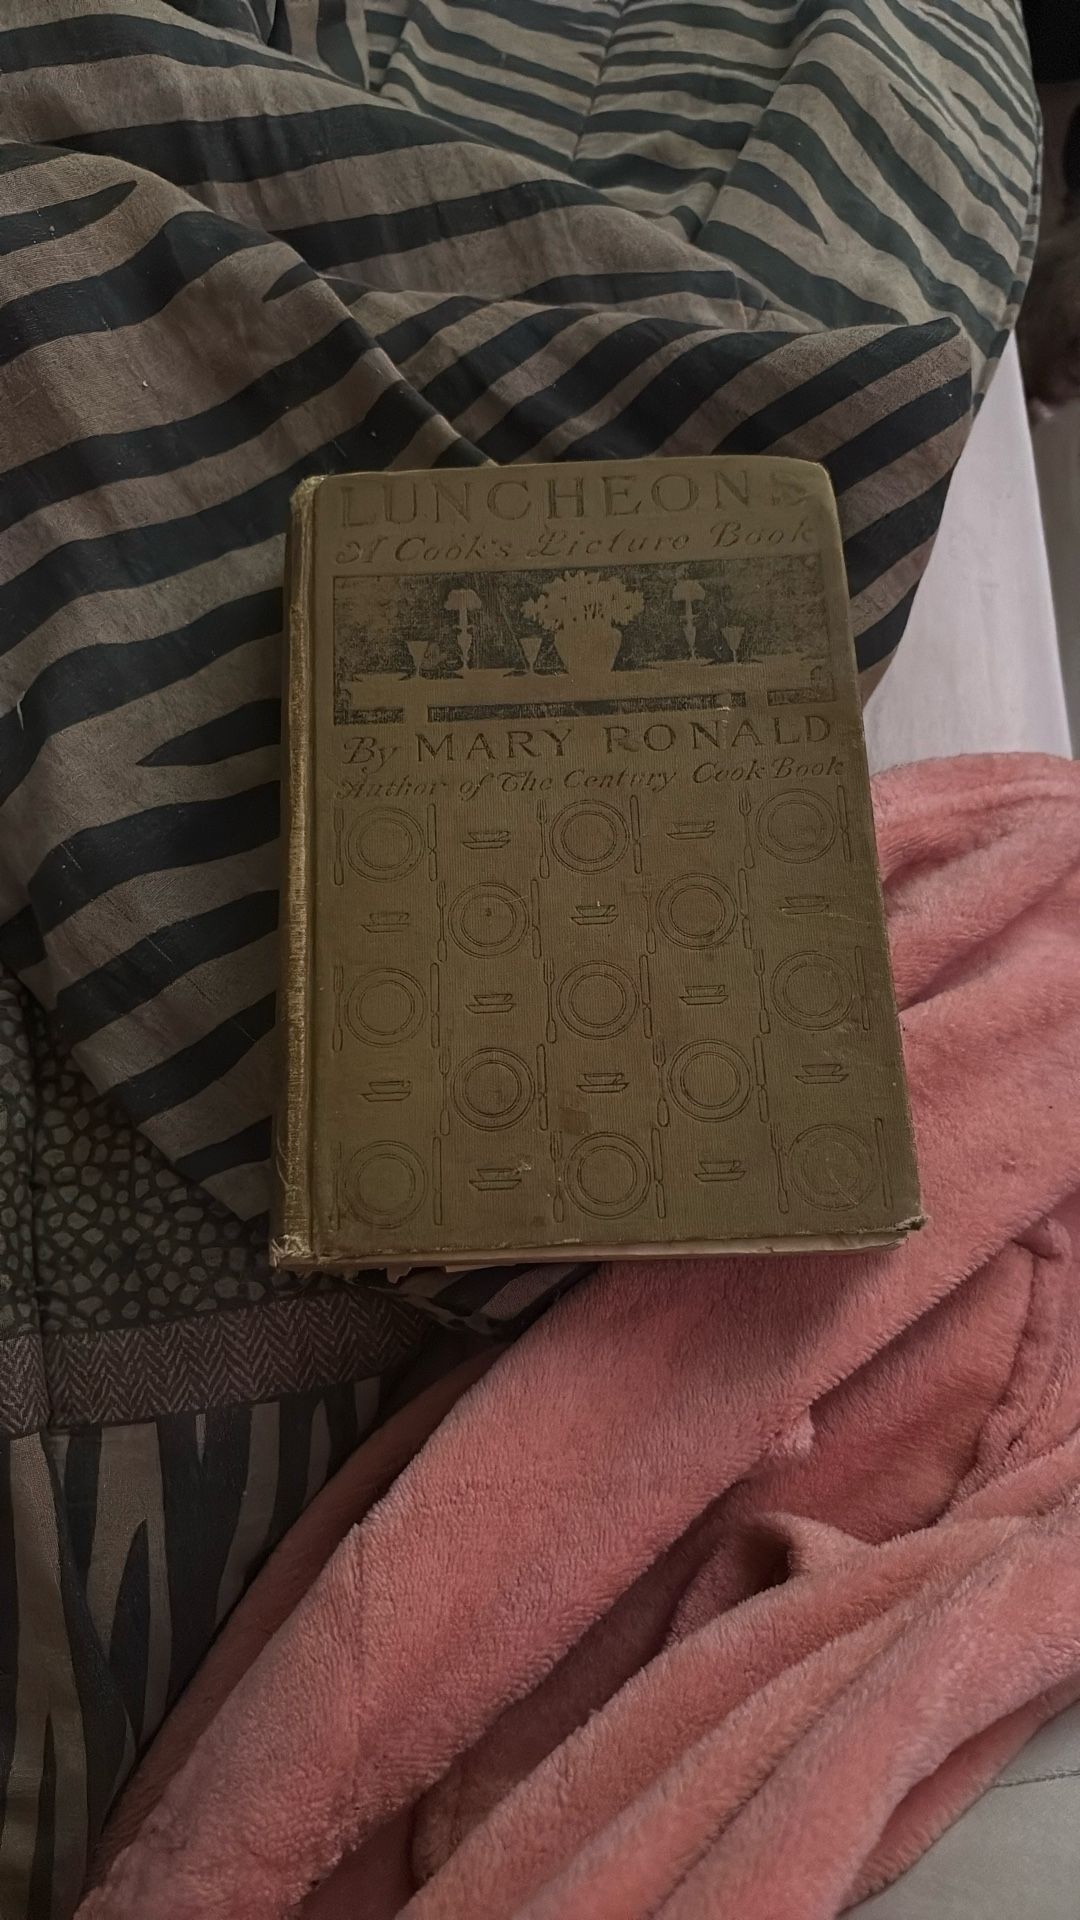 LUNCHEONS
A Cook's Picture Book
By MARY RONALD
Author of The Century Cook Book